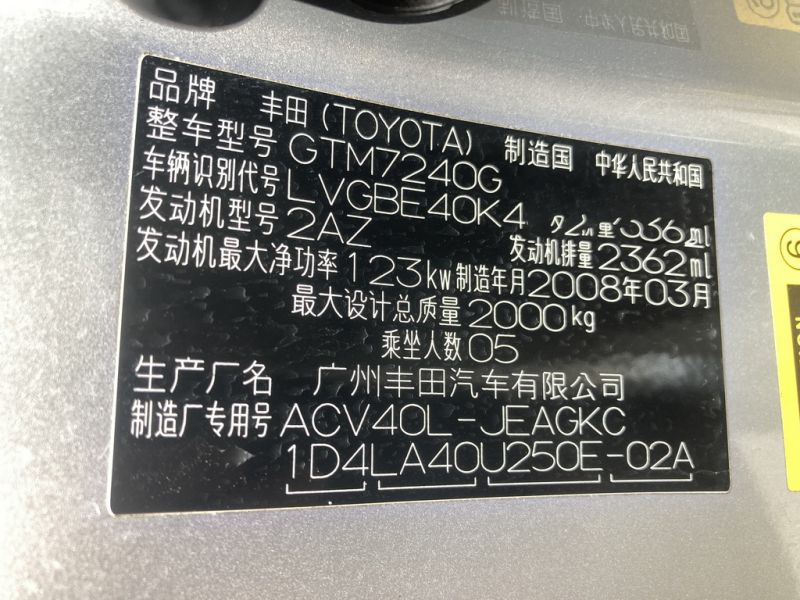 品牌 丰田 (TOYOTA) 制造国 中华人民共和国
整车型号 GTM7240G
车辆识别代号 LVGBE40K4
发动机型号 2AZ 发动机排量 2362ml
发动机最大净功率 123kw 制造年月 2008年03月
最大设计总质量 2000kg
乘坐人数 05
生产厂名 广州丰田汽车有限公司
制造厂专用号 ACV40L-JEAGKC
1D4LA40U250E-02A